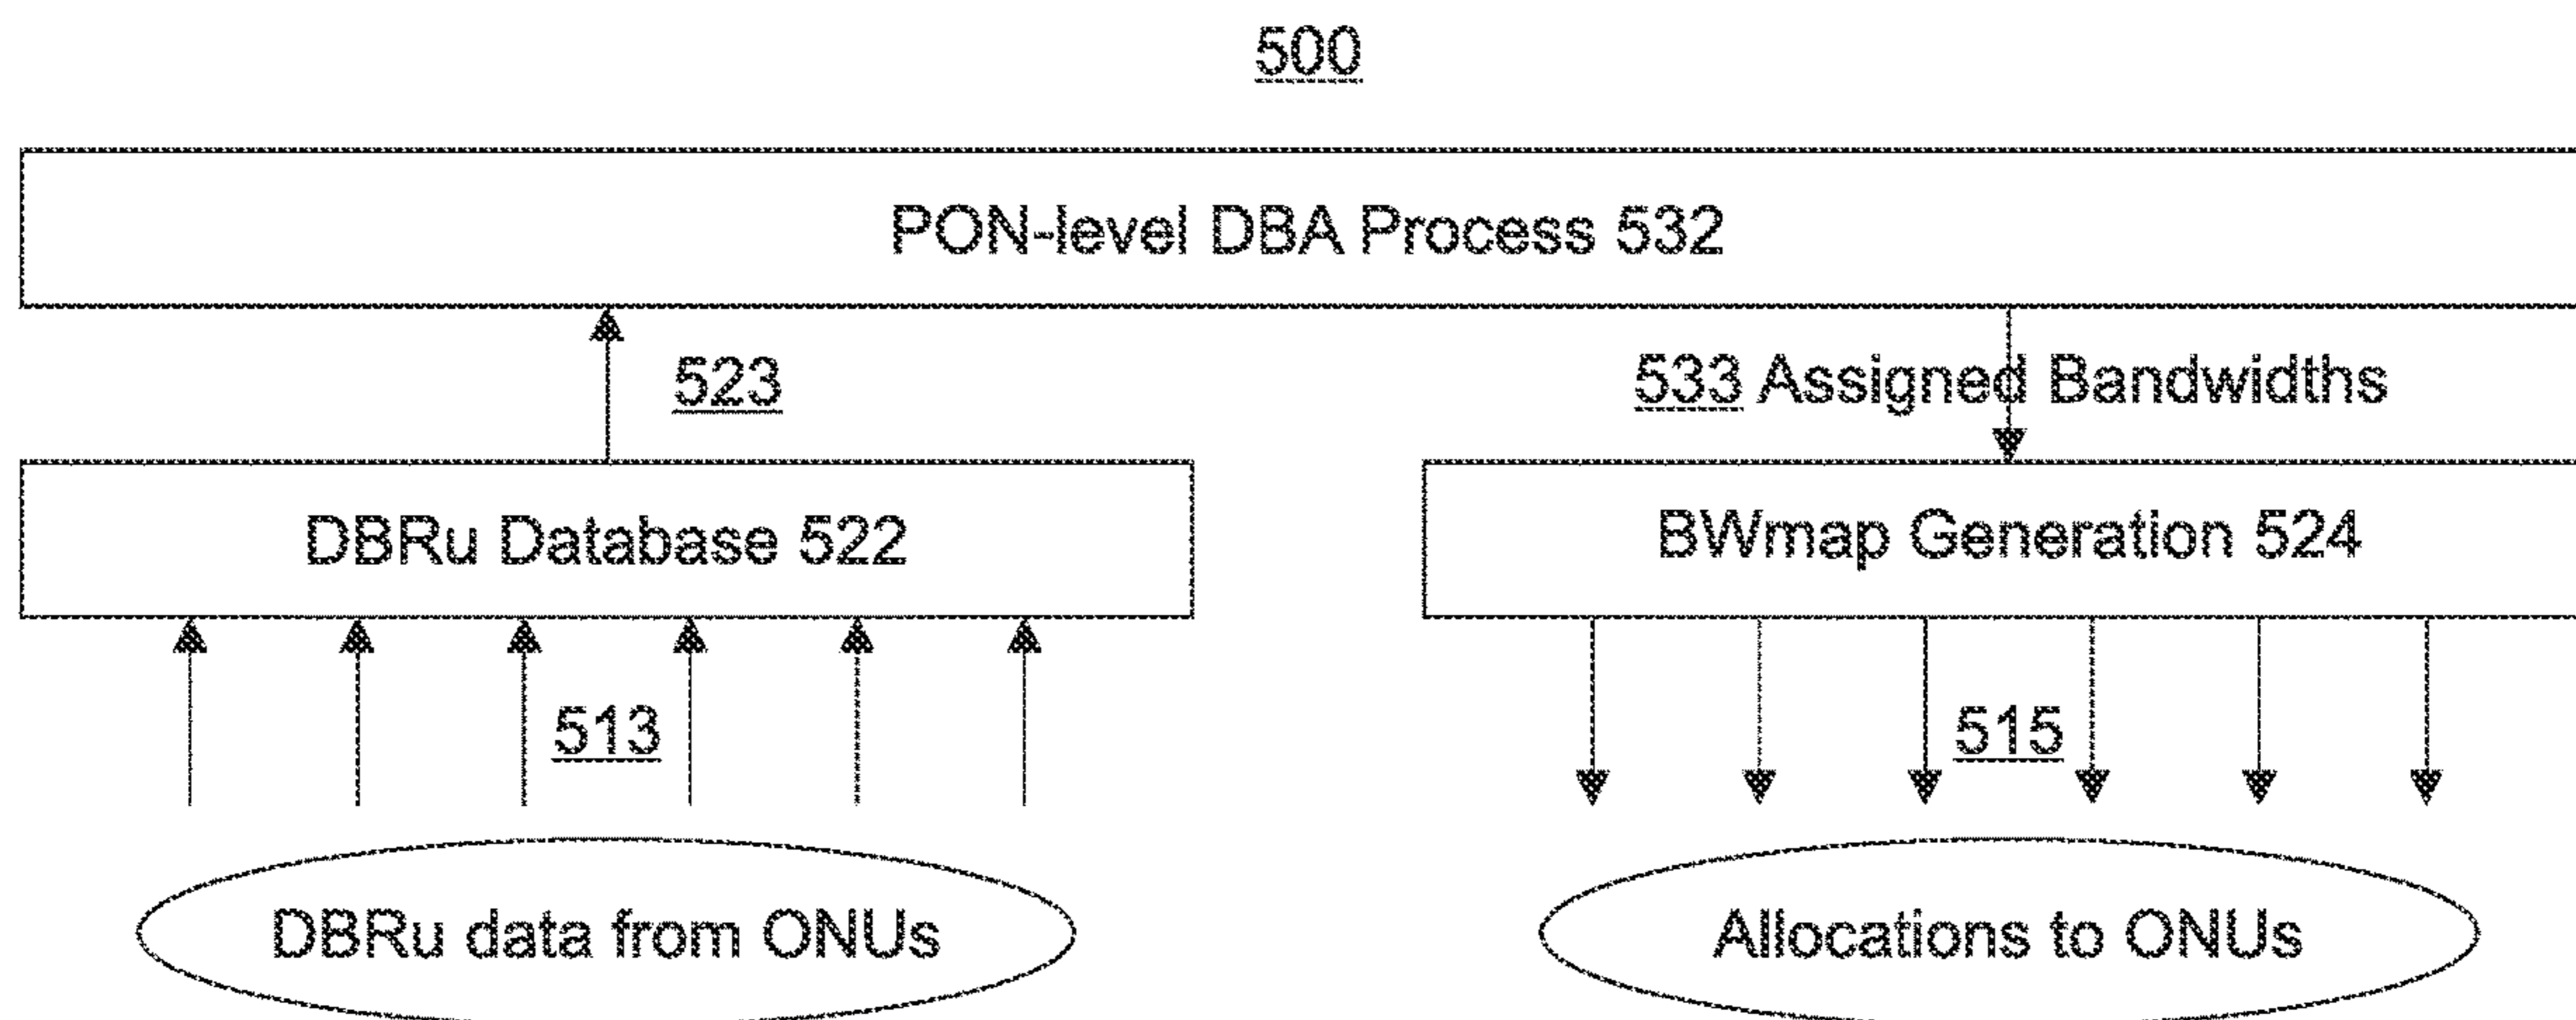 500
PON-level DBA Process 532
523
533 Assigned Bandwidths
DBRu Database 522
BWmap Generation 524
513
515
DBRu data from ONUs
Allocations to ONUs